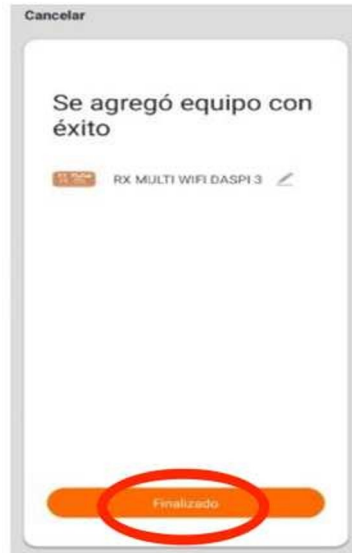 Cancelar
Se agregó equipo con
éxito
RX MULTI WIFI DASPI 3
Finalizado